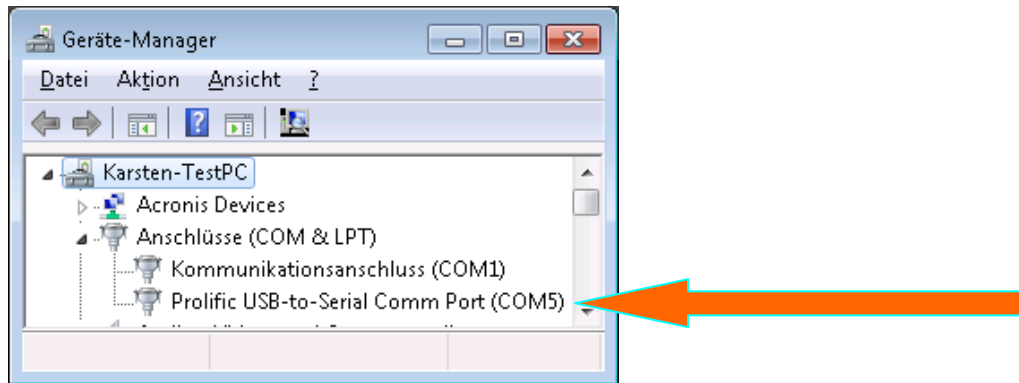 Geräte-Manager
Datei Aktion Ansicht ?
Karsten-TestPC
Acronis Devices
Anschlüsse (COM & LPT)
Kommunikationsanschluss (COM1)
Prolific USB-to-Serial Comm Port (COM5)